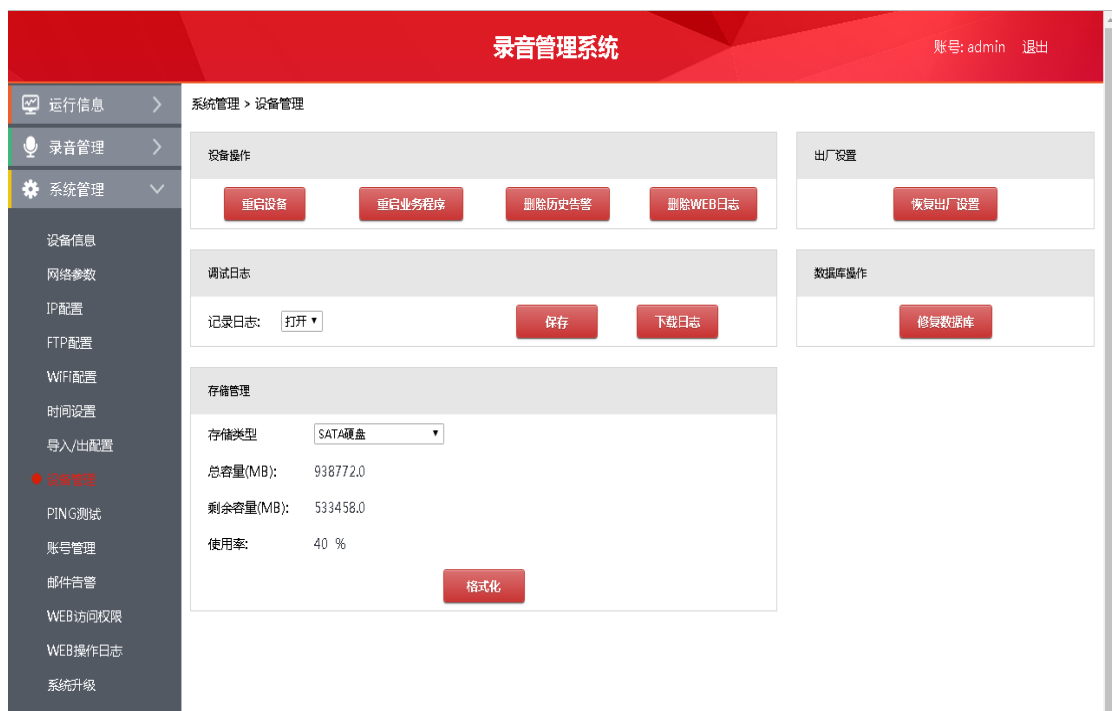 录音管理系统
账号: admin 退出
运行信息
录音管理
系统管理
设备信息
网络参数
IP配置
FTP配置
WiFi配置
时间设置
导入/出配置
设备管理
PING测试
账号管理
邮件告警
WEB访问权限
WEB操作日志
系统升级
系统管理 > 设备管理
设备操作
重启设备 重启业务程序 删除历史告警 删除WEB日志
出厂设置
恢复出厂设置
调试日志
记录日志: 打开 保存 下载日志
数据库操作
修复数据库
存储管理
存储类型 SATA硬盘
总容量(MB): 938772.0
剩余容量(MB): 533458.0
使用率: 40 %
格式化